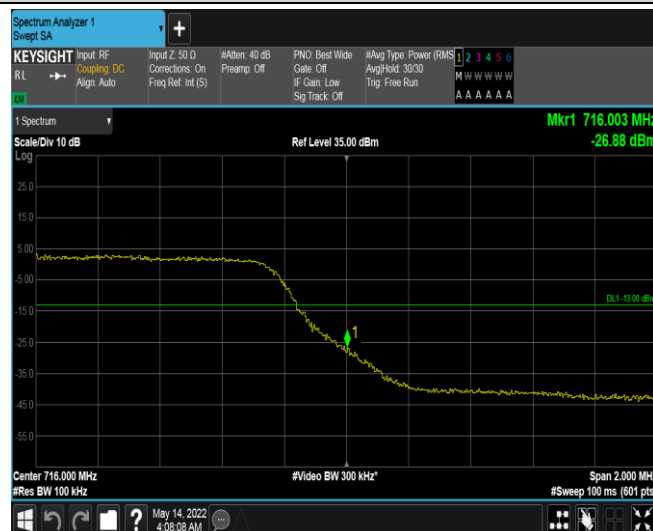 Spectrum Analyzer 1
Swept SA
+
KEYSIGHT Input: RF Input Z: 50 Ω #Atten: 40 dB PNO: Best Wide #Avg Type: Power (RMS 1 2 3 4 5 6
RL Coupling: DC Corrections: On Preamp: Off Gate: Off Avg|Hold: 30/30 M W W W W W
Align: Auto Freq Ref: Int (S) IF Gain: Low Trig: Free Run
Sig Track: Off A A A A A A
1 Spectrum Mkr1 716.003 MHz
Scale/Div 10 dB Ref Level 35.00 dBm -26.88 dBm
Log
25.0
15.0
5.00
-5.00
DL1 -13.00 dBm
-15.0
1
-25.0
-35.0
-45.0
-55.0
Center 716.000 MHz #Video BW 300 kHz* Span 2.000 MHz
#Res BW 100 kHz #Sweep 100 ms (601 pts
? May 14, 2022
4:08:08 AM